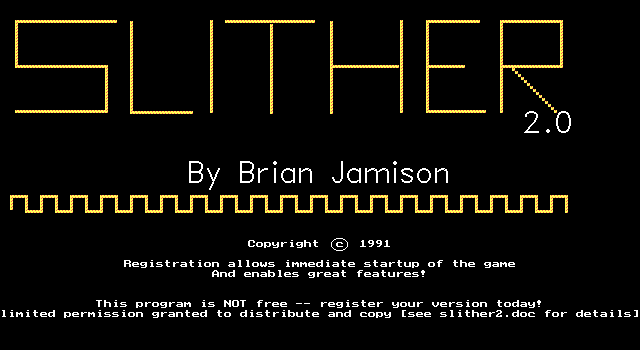 SLITHER
2.0
By Brian Jamison
Copyright © 1991
Registration allows immediate startup of the game
And enables great features!
This program is NOT free -- register your version today!
limited permission granted to distribute and copy [see slither2.doc for details]